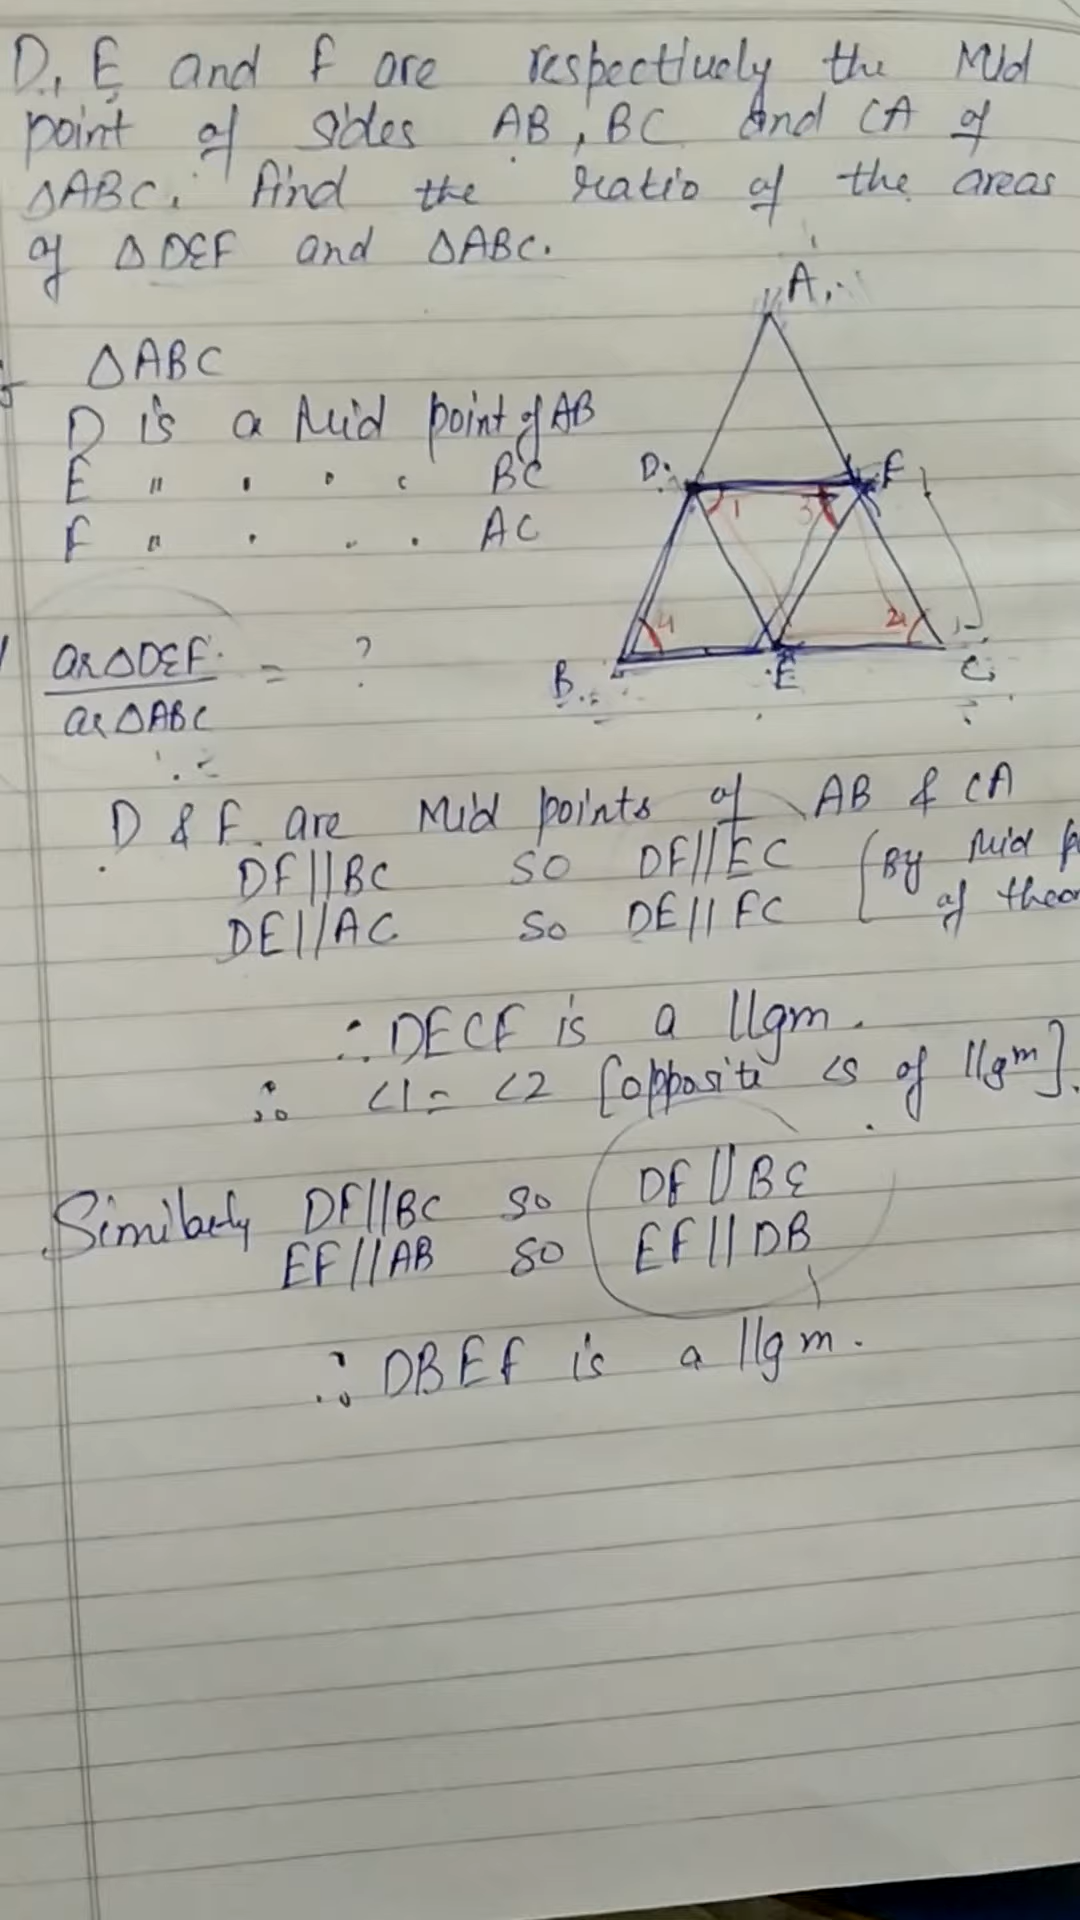 D, E and F are respectively the Mid
point of sides AB, BC and CA of
△ABC. Find the ratio of the areas
of △DEF and △ABC.
△ABC
D is a Mid point of AB
E " " " " BC
F " " " " AC
A
D
F
1
3
4
2
B
E
C
ar△DEF
ar△ABC
= ?
D & F are Mid points of AB & CA
DF||BC so DF||EC [By Mid
DE||AC so DE||FC of
∴ DECF is a ||gm.
∴ ∠1 = ∠2 [opposite ∠s of ||gm].
Similarly DF||BC so DF||BE
EF||AB so EF||DB
∴ DBEF is a ||gm.